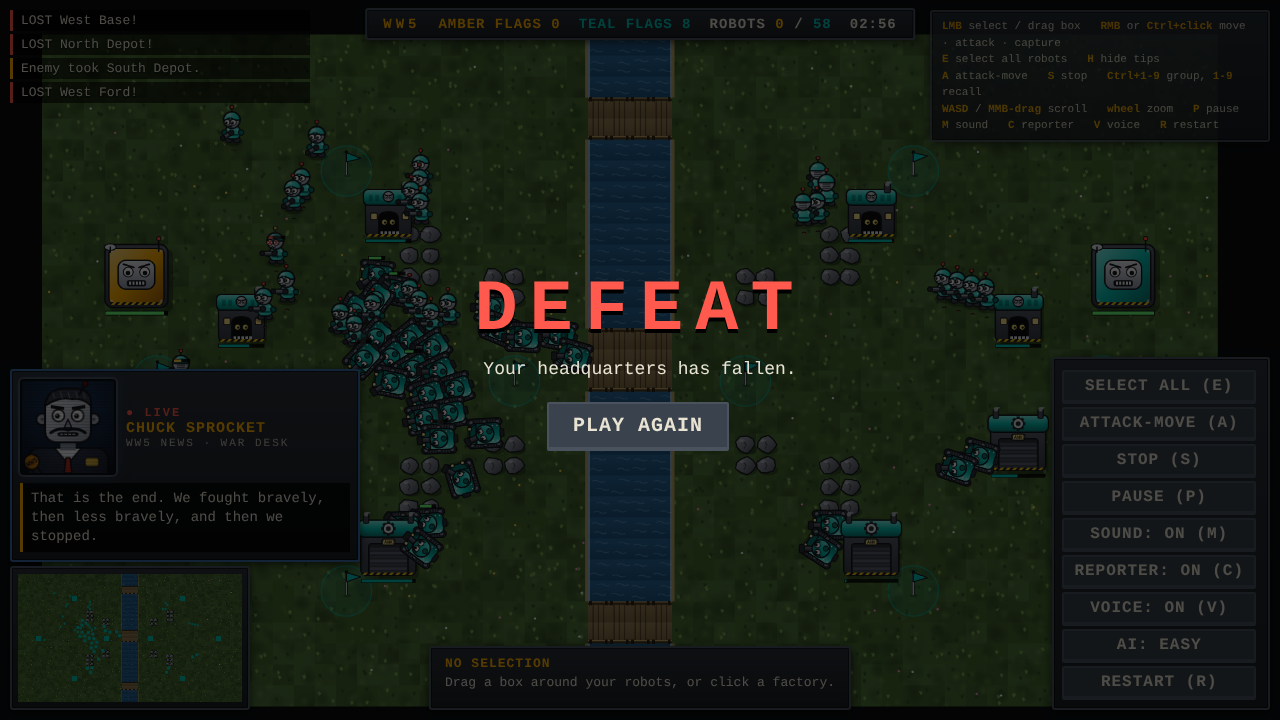 LOST West Base!
LOST North Depot!
Enemy took South Depot.
LOST West Ford!
WW5 AMBER FLAGS 0 TEAL FLAGS 8 ROBOTS 0 / 58 02:56
LMB select / drag box RMB or Ctrl+click move
· attack · capture
E select all robots H hide tips
A attack-move S stop Ctrl+1-9 group, 1-9
recall
WASD / MMB-drag scroll wheel zoom P pause
M sound C reporter V voice R restart
DEFEAT
Your headquarters has fallen.
PLAY AGAIN
● LIVE
CHUCK SPROCKET
WW5 NEWS · WAR DESK
That is the end. We fought bravely,
then less bravely, and then we
stopped.
NO SELECTION
Drag a box around your robots, or click a factory.
SELECT ALL (E)
ATTACK-MOVE (A)
STOP (S)
PAUSE (P)
SOUND: ON (M)
REPORTER: ON (C)
VOICE: ON (V)
AI: EASY
RESTART (R)